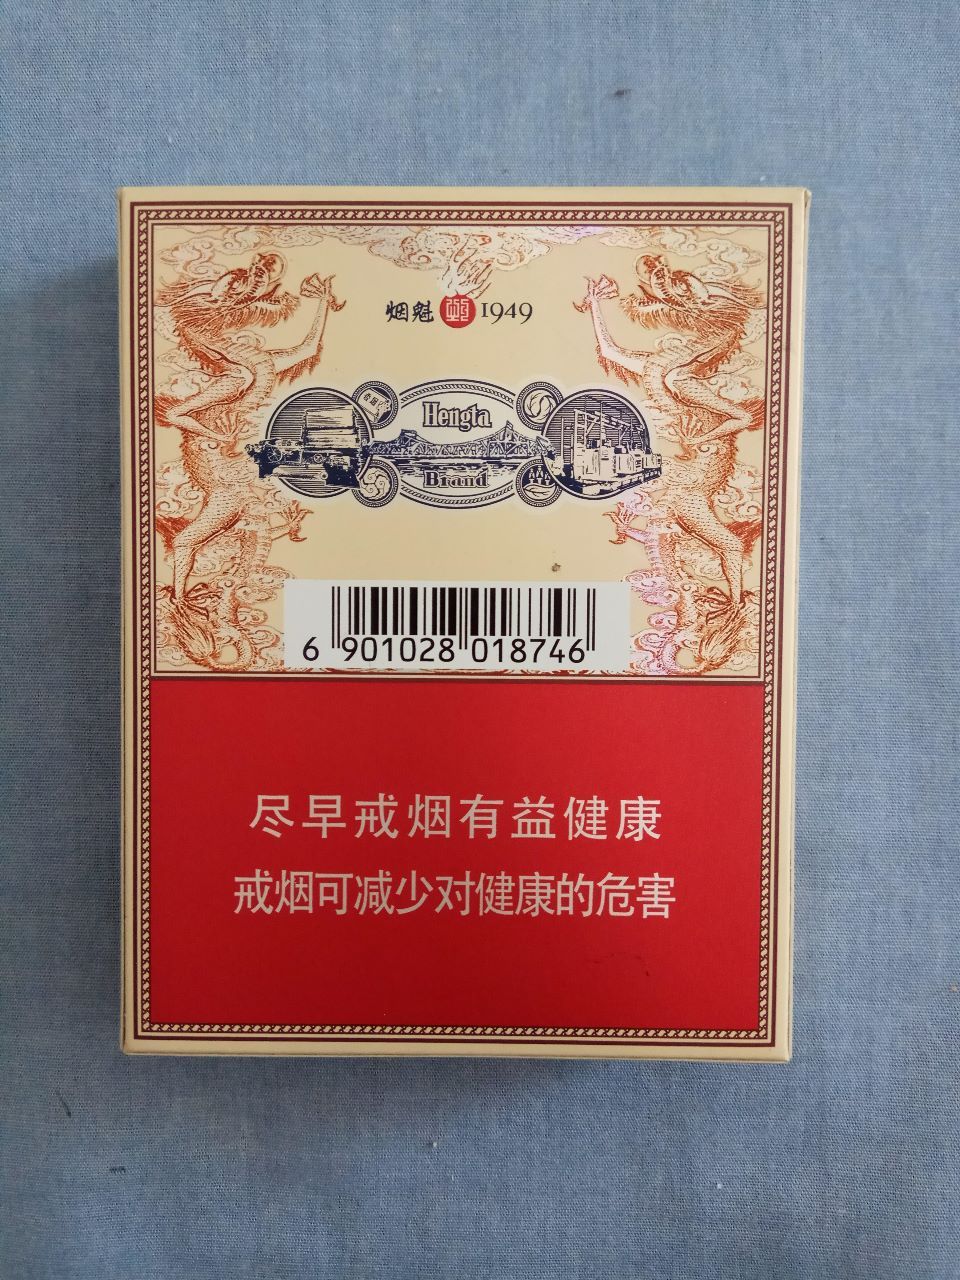 烟魁 1949
Hengta
Brand
6 901028 018746
尽早戒烟有益健康
戒烟可减少对健康的危害